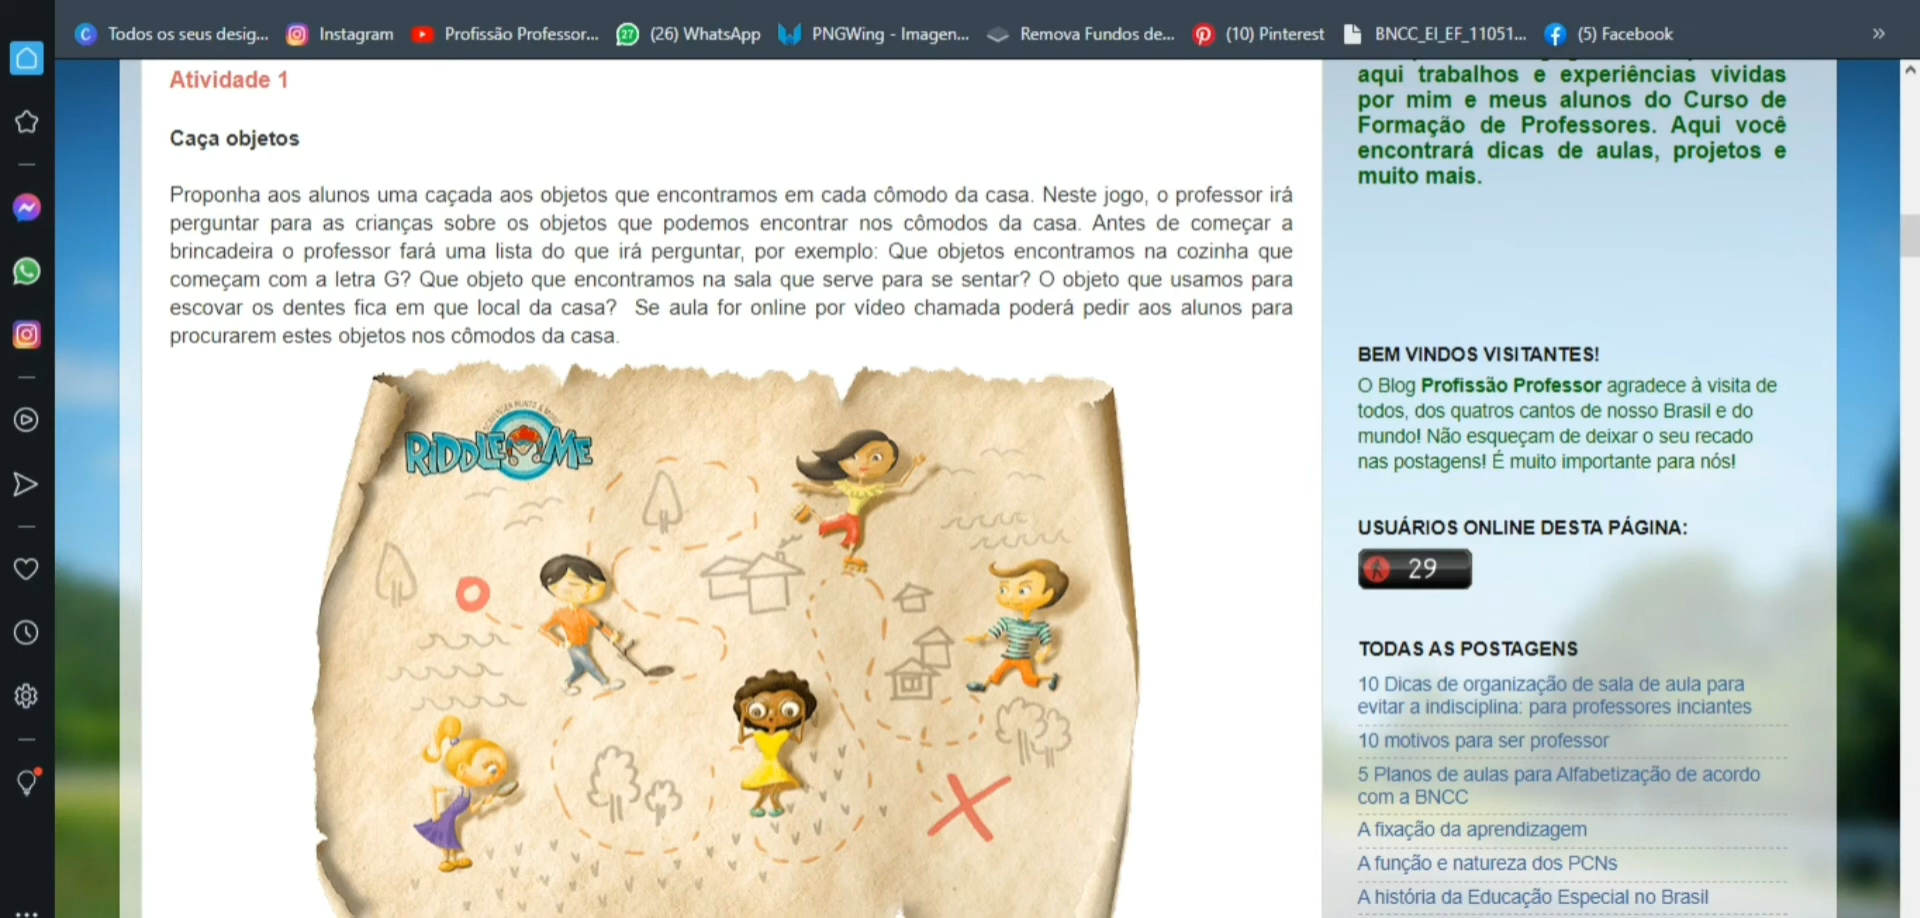 Todos os seus desig...
Instagram
Profissão Professor...
27
(26) WhatsApp
PNGWing - Imagen...
Remova Fundos de...
(10) Pinterest
BNCC_EI_EF_11051...
(5) Facebook
»
Atividade 1
Caça objetos
Proponha aos alunos uma caçada aos objetos que encontramos em cada cômodo da casa. Neste jogo, o professor irá
perguntar para as crianças sobre os objetos que podemos encontrar nos cômodos da casa. Antes de começar a
brincadeira o professor fará uma lista do que irá perguntar, por exemplo: Que objetos encontramos na cozinha que
começam com a letra G? Que objeto que encontramos na sala que serve para se sentar? O objeto que usamos para
escovar os dentes fica em que local da casa? Se aula for online por vídeo chamada poderá pedir aos alunos para
procurarem estes objetos nos cômodos da casa.
RIDDLE ME
aqui trabalhos e experiências vividas
por mim e meus alunos do Curso de
Formação de Professores. Aqui você
encontrará dicas de aulas, projetos e
muito mais.
BEM VINDOS VISITANTES!
O Blog Profissão Professor agradece à visita de
todos, dos quatros cantos de nosso Brasil e do
mundo! Não esqueçam de deixar o seu recado
nas postagens! É muito importante para nós!
USUÁRIOS ONLINE DESTA PÁGINA:
29
TODAS AS POSTAGENS
10 Dicas de organização de sala de aula para
evitar a indisciplina: para professores inciantes
10 motivos para ser professor
5 Planos de aulas para Alfabetização de acordo
com a BNCC
A fixação da aprendizagem
A função e natureza dos PCNs
A história da Educação Especial no Brasil